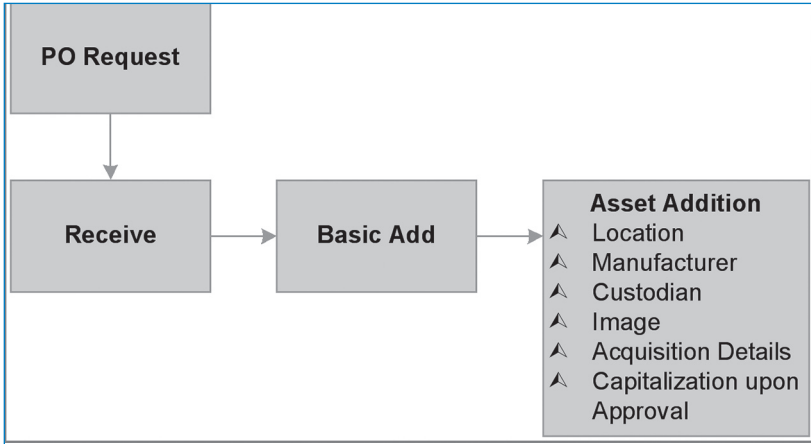 PO Request
Receive
Basic Add
Asset Addition
Location
Manufacturer
Custodian
Image
Acquisition Details
Capitalization upon
Approval